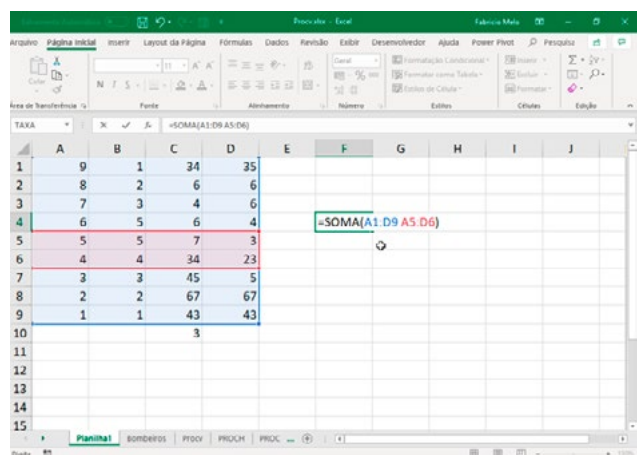 Procv.xlsx - Excel
Fabricio Melo
Arquivo Página Inicial Inserir Layout da Página Fórmulas Dados Revisão Exibir Desenvolvedor Ajuda Power Pivot Pesquisa
Colar
N I S
Geral
%
Formatação Condicional
Formatar como Tabela
Estilos de Célula
Inserir
Excluir
Formatar
Área de Transferência Fonte Alinhamento Número Estilos Células Edição
TAXA fx =SOMA(A1:D9 A5:D6)
A B C D E F G H I J
1 9 1 34 35
2 8 2 6 6
3 7 3 4 6
4 6 5 6 4 =SOMA(A1:D9 A5:D6)
5 5 5 7 3
6 4 4 34 23
7 3 3 45 5
8 2 2 67 67
9 1 1 43 43
10 3
11
12
13
14
15
Planilha1 Bombeiros Procv PROCH PROC ...